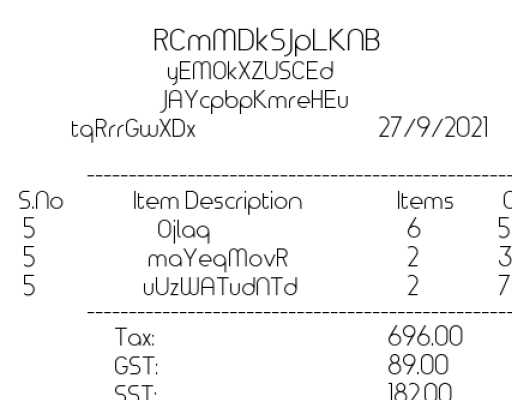 RCmMDkSJpLKNB
yEMOkXZUSCEd
JAYcpbpKmreHEu
tqRrrGwXDx 27/9/2021
S.No Item Description Items
5 Ojlaq 6 5
5 maYeqMovR 2 3
5 uUzWATudNTd 2 7
Tax: 696.00
GST: 89.00
SST: 182.00